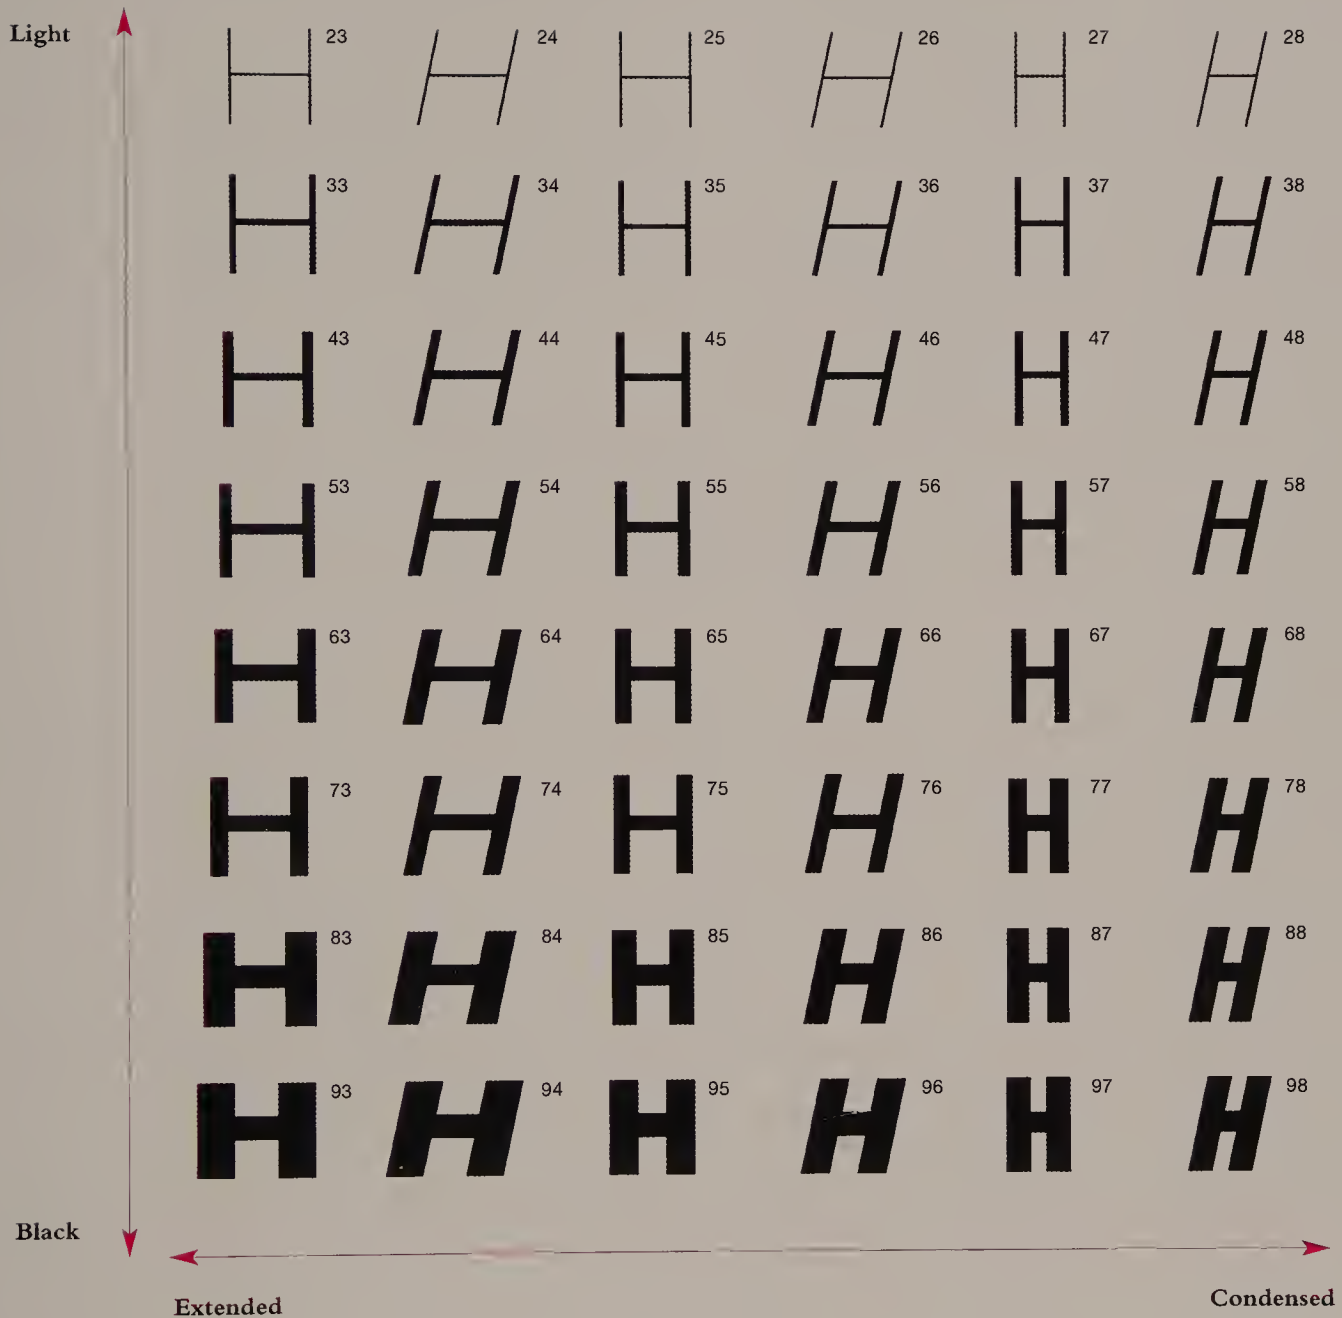 Light
H 23 H 24 H 25 H 26 H 27 H 28
H 33 H 34 H 35 H 36 H 37 H 38
H 43 H 44 H 45 H 46 H 47 H 48
H 53 H 54 H 55 H 56 H 57 H 58
H 63 H 64 H 65 H 66 H 67 H 68
H 73 H 74 H 75 H 76 H 77 H 78
H 83 H 84 H 85 H 86 H 87 H 88
H 93 H 94 H 95 H 96 H 97 H 98
Black
Extended Condensed